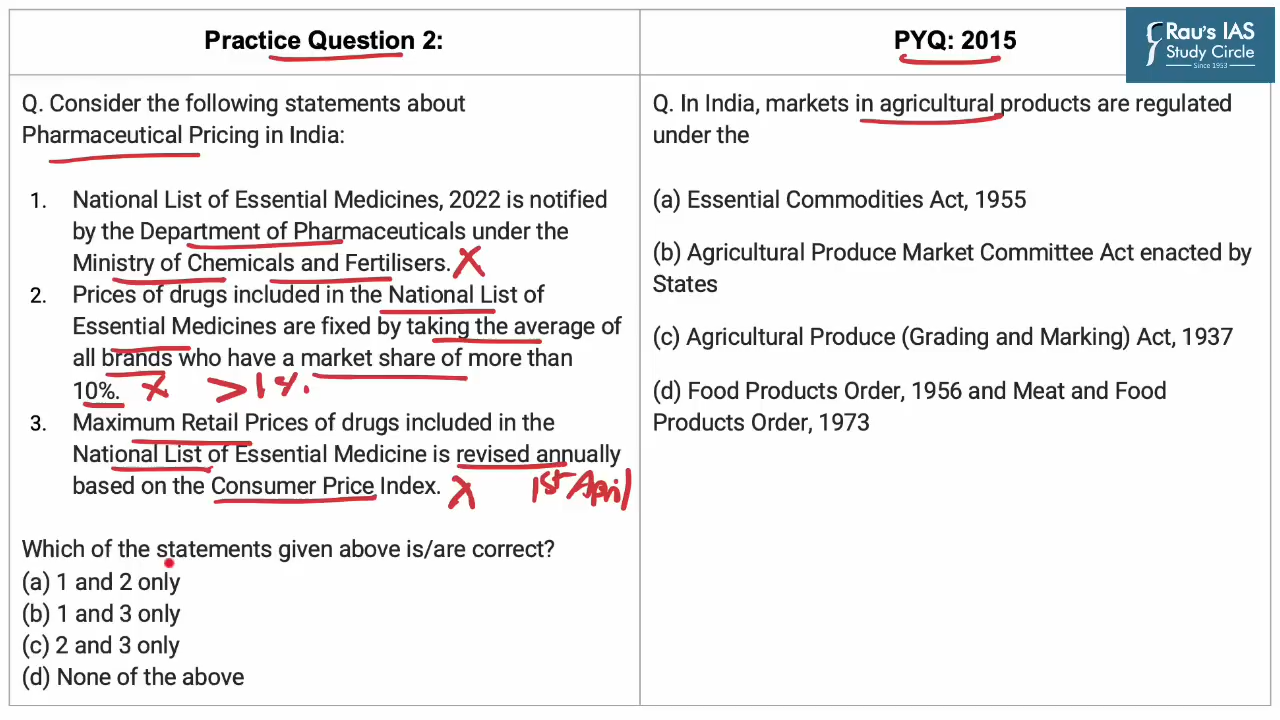 Practice Question 2:
Q. Consider the following statements about
Pharmaceutical Pricing in India:
1. National List of Essential Medicines, 2022 is notified
by the Department of Pharmaceuticals under the
Ministry of Chemicals and Fertilisers. X
2. Prices of drugs included in the National List of
Essential Medicines are fixed by taking the average of
all brands who have a market share of more than
10%. X >1%.
3. Maximum Retail Prices of drugs included in the
National List of Essential Medicine is revised annually
based on the Consumer Price Index. X 1st April
Which of the statements given above is/are correct?
(a) 1 and 2 only
(b) 1 and 3 only
(c) 2 and 3 only
(d) None of the above
PYQ: 2015
Rau's IAS
Study Circle
Since 1953
Q. In India, markets in agricultural products are regulated
under the
(a) Essential Commodities Act, 1955
(b) Agricultural Produce Market Committee Act enacted by
States
(c) Agricultural Produce (Grading and Marking) Act, 1937
(d) Food Products Order, 1956 and Meat and Food
Products Order, 1973